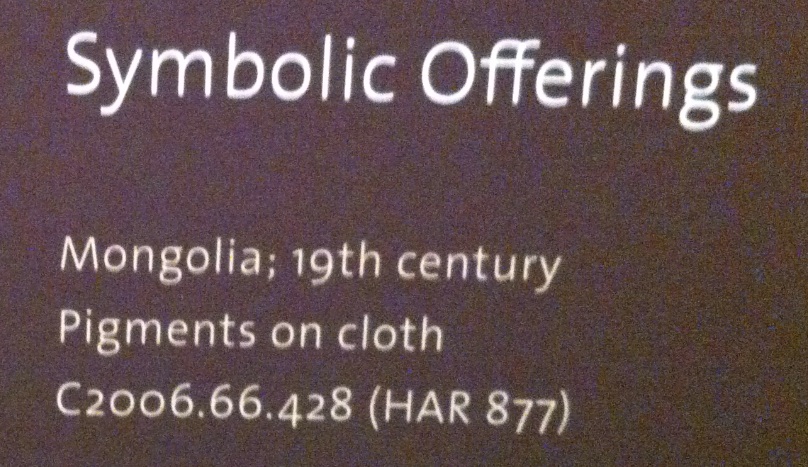 Symbolic Offerings
Mongolia; 19th century
Pigments on cloth
C2006.66.428 (HAR 877)